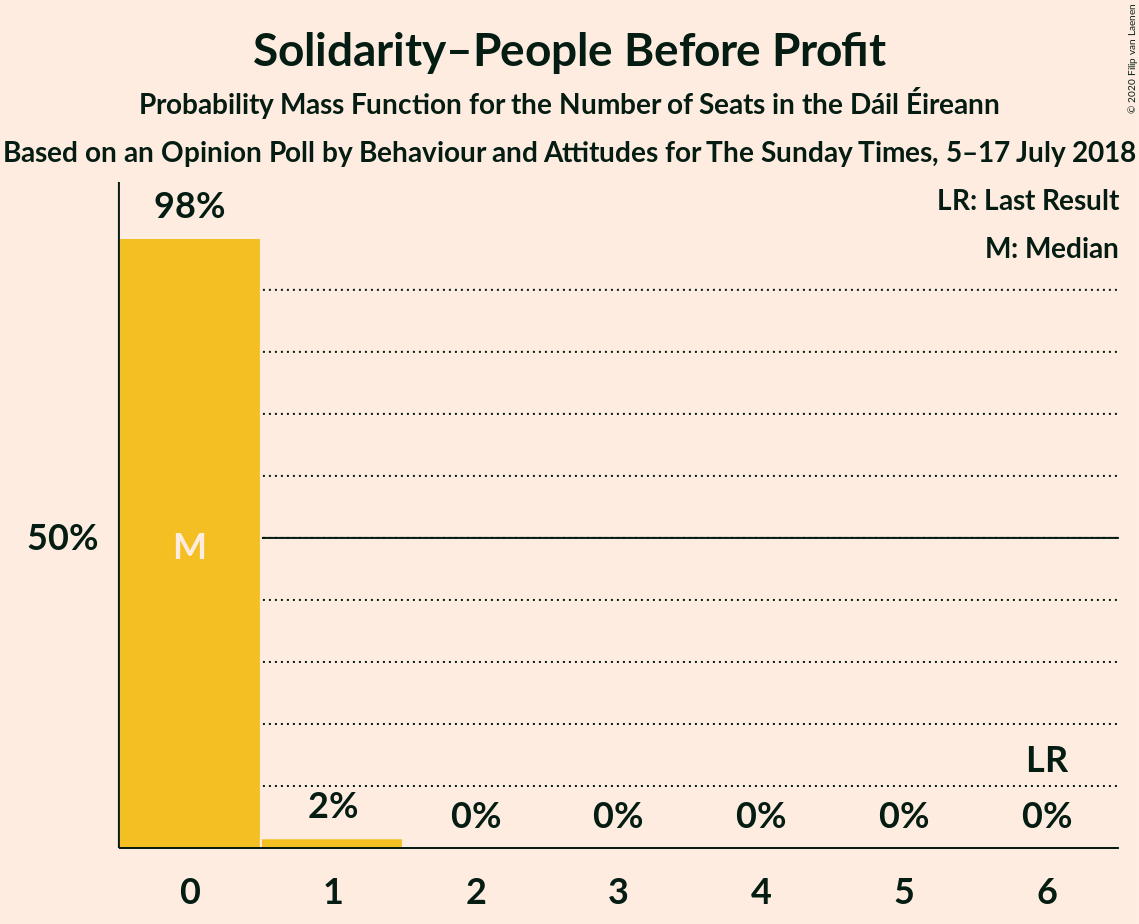 Solidarity–People Before Profit
Probability Mass Function for the Number of Seats in the Dáil Éireann
Based on an Opinion Poll by Behaviour and Attitudes for The Sunday Times, 5–17 July 2018
© 2020 Filip van Laenen
LR: Last Result
M: Median
98%
50%
M
LR
2%
0%
0%
0%
0%
0%
0 1 2 3 4 5 6